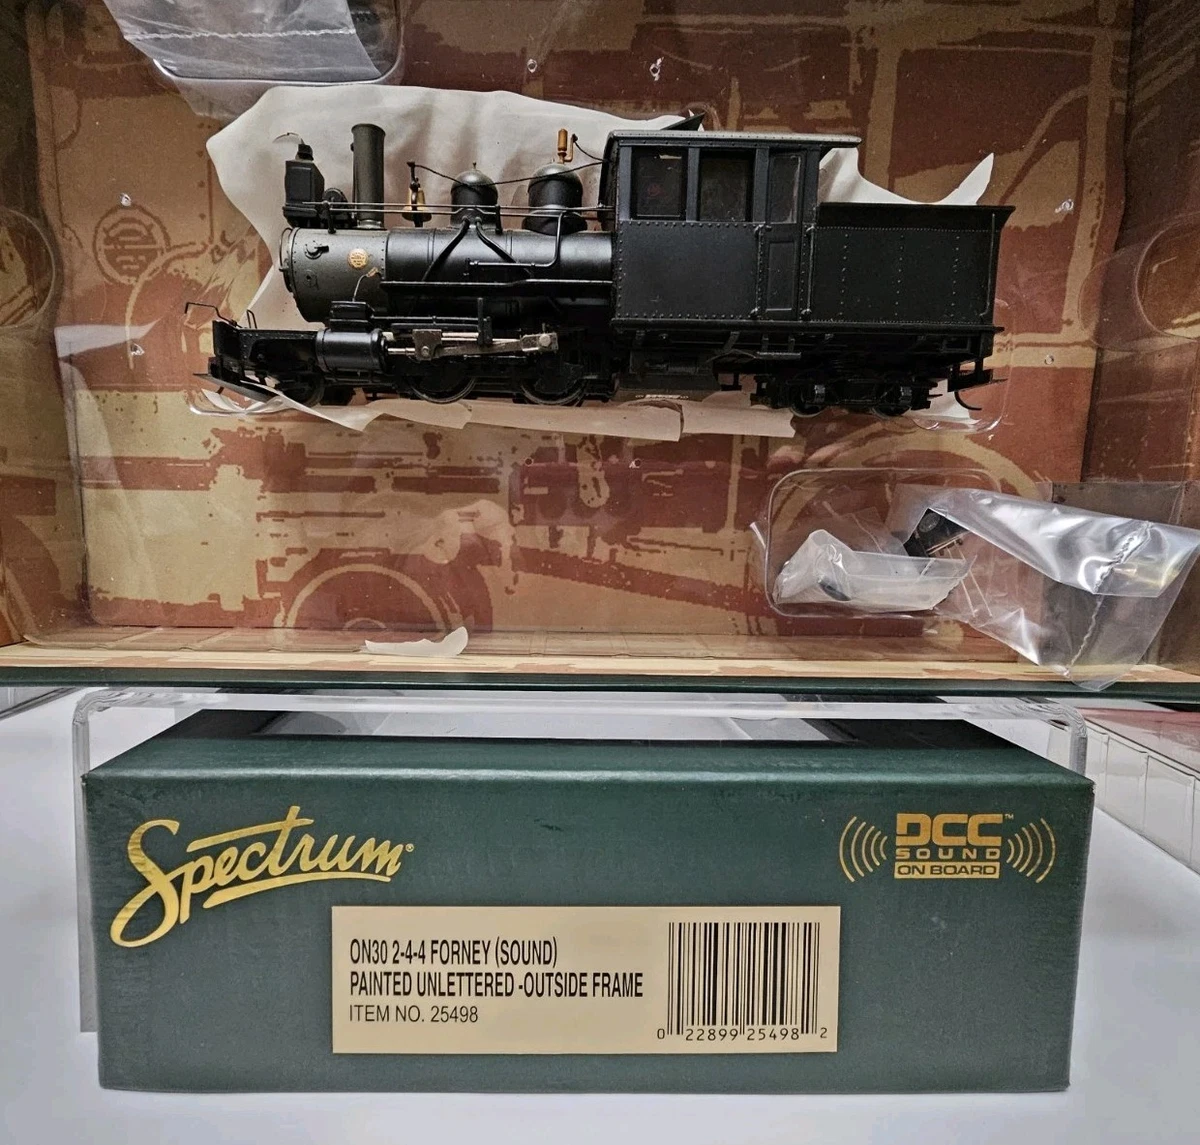 Spectrum®
DCC™
SOUND
ON BOARD
ON30 2-4-4 FORNEY (SOUND)
PAINTED UNLETTERED -OUTSIDE FRAME
ITEM NO. 25498
0 22899 25498 2